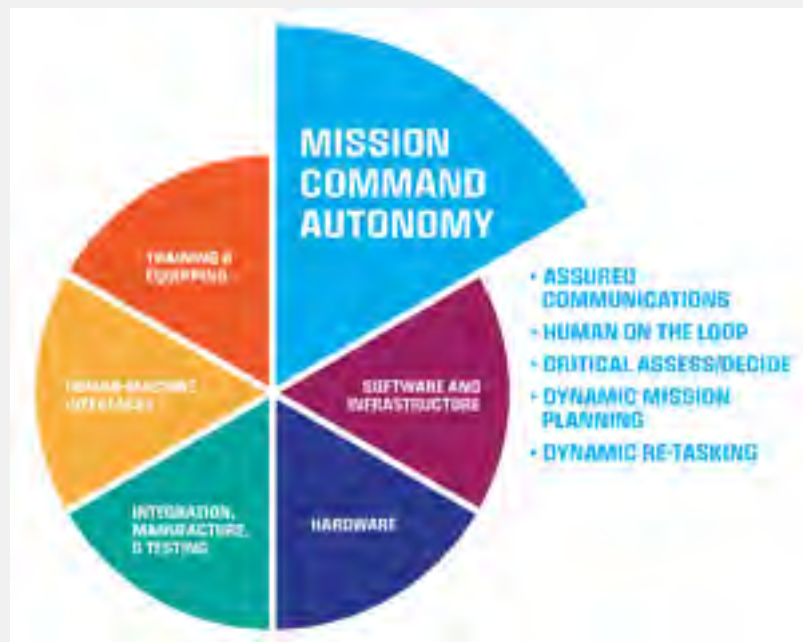 MISSION
COMMAND
AUTONOMY
TRAINING &
EQUIPPING
• ASSURED
COMMUNICATIONS
• HUMAN ON THE LOOP
• CRITICAL ASSESS/DECIDE
• DYNAMIC MISSION
PLANNING
• DYNAMIC RE-TASKING
HUMAN-MACHINE
INTERFACES
SOFTWARE AND
INFRASTRUCTURE
INTEGRATION,
MANUFACTURE,
& TESTING
HARDWARE